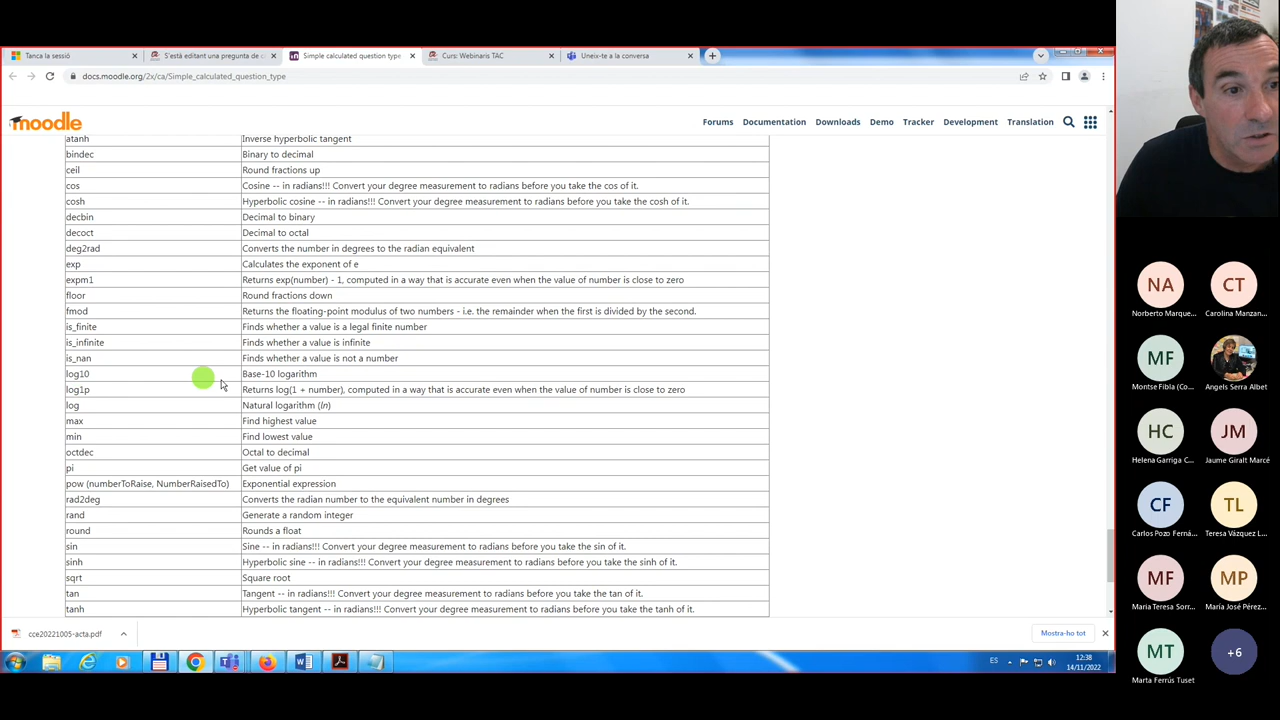 Tanca la sessió
S'està editant una pregunta de c
Simple calculated question type
Curs: Webinaris TAC
Uneix-te a la conversa
docs.moodle.org/2x/ca/Simple_calculated_question_type
moodle
Forums Documentation Downloads Demo Tracker Development Translation
atanh Inverse hyperbolic tangent
bindec Binary to decimal
ceil Round fractions up
cos Cosine -- in radians!!! Convert your degree measurement to radians before you take the cos of it.
cosh Hyperbolic cosine -- in radians!!! Convert your degree measurement to radians before you take the cosh of it.
decbin Decimal to binary
decoct Decimal to octal
deg2rad Converts the number in degrees to the radian equivalent
exp Calculates the exponent of e
expm1 Returns exp(number) - 1, computed in a way that is accurate even when the value of number is close to zero
floor Round fractions down
fmod Returns the floating-point modulus of two numbers - i.e. the remainder when the first is divided by the second.
is_finite Finds whether a value is a legal finite number
is_infinite Finds whether a value is infinite
is_nan Finds whether a value is not a number
log10 Base-10 logarithm
log1p Returns log(1 + number), computed in a way that is accurate even when the value of number is close to zero
log Natural logarithm (ln)
max Find highest value
min Find lowest value
octdec Octal to decimal
pi Get value of pi
pow (numberToRaise, NumberRaisedTo) Exponential expression
rad2deg Converts the radian number to the equivalent number in degrees
rand Generate a random integer
round Rounds a float
sin Sine -- in radians!!! Convert your degree measurement to radians before you take the sin of it.
sinh Hyperbolic sine -- in radians!!! Convert your degree measurement to radians before you take the sinh of it.
sqrt Square root
tan Tangent -- in radians!!! Convert your degree measurement to radians before you take the tan of it.
tanh Hyperbolic tangent -- in radians!!! Convert your degree measurement to radians before you take the tanh of it.
cce20221005-acta.pdf
Mostra-ho tot
ES
12:38
14/11/2022
NA CT
Norberto Marque... Carolina Manzan...
MF
Montse Fibla (Co... Angels Serra Albet
HC JM
Helena Garriga C... Jaume Giralt Marcé
CF TL
Carlos Pozo Ferná... Teresa Vázquez L...
MF MP
Maria Teresa Sorr... María José Pérez...
MT +6
Marta Ferrús Tuset